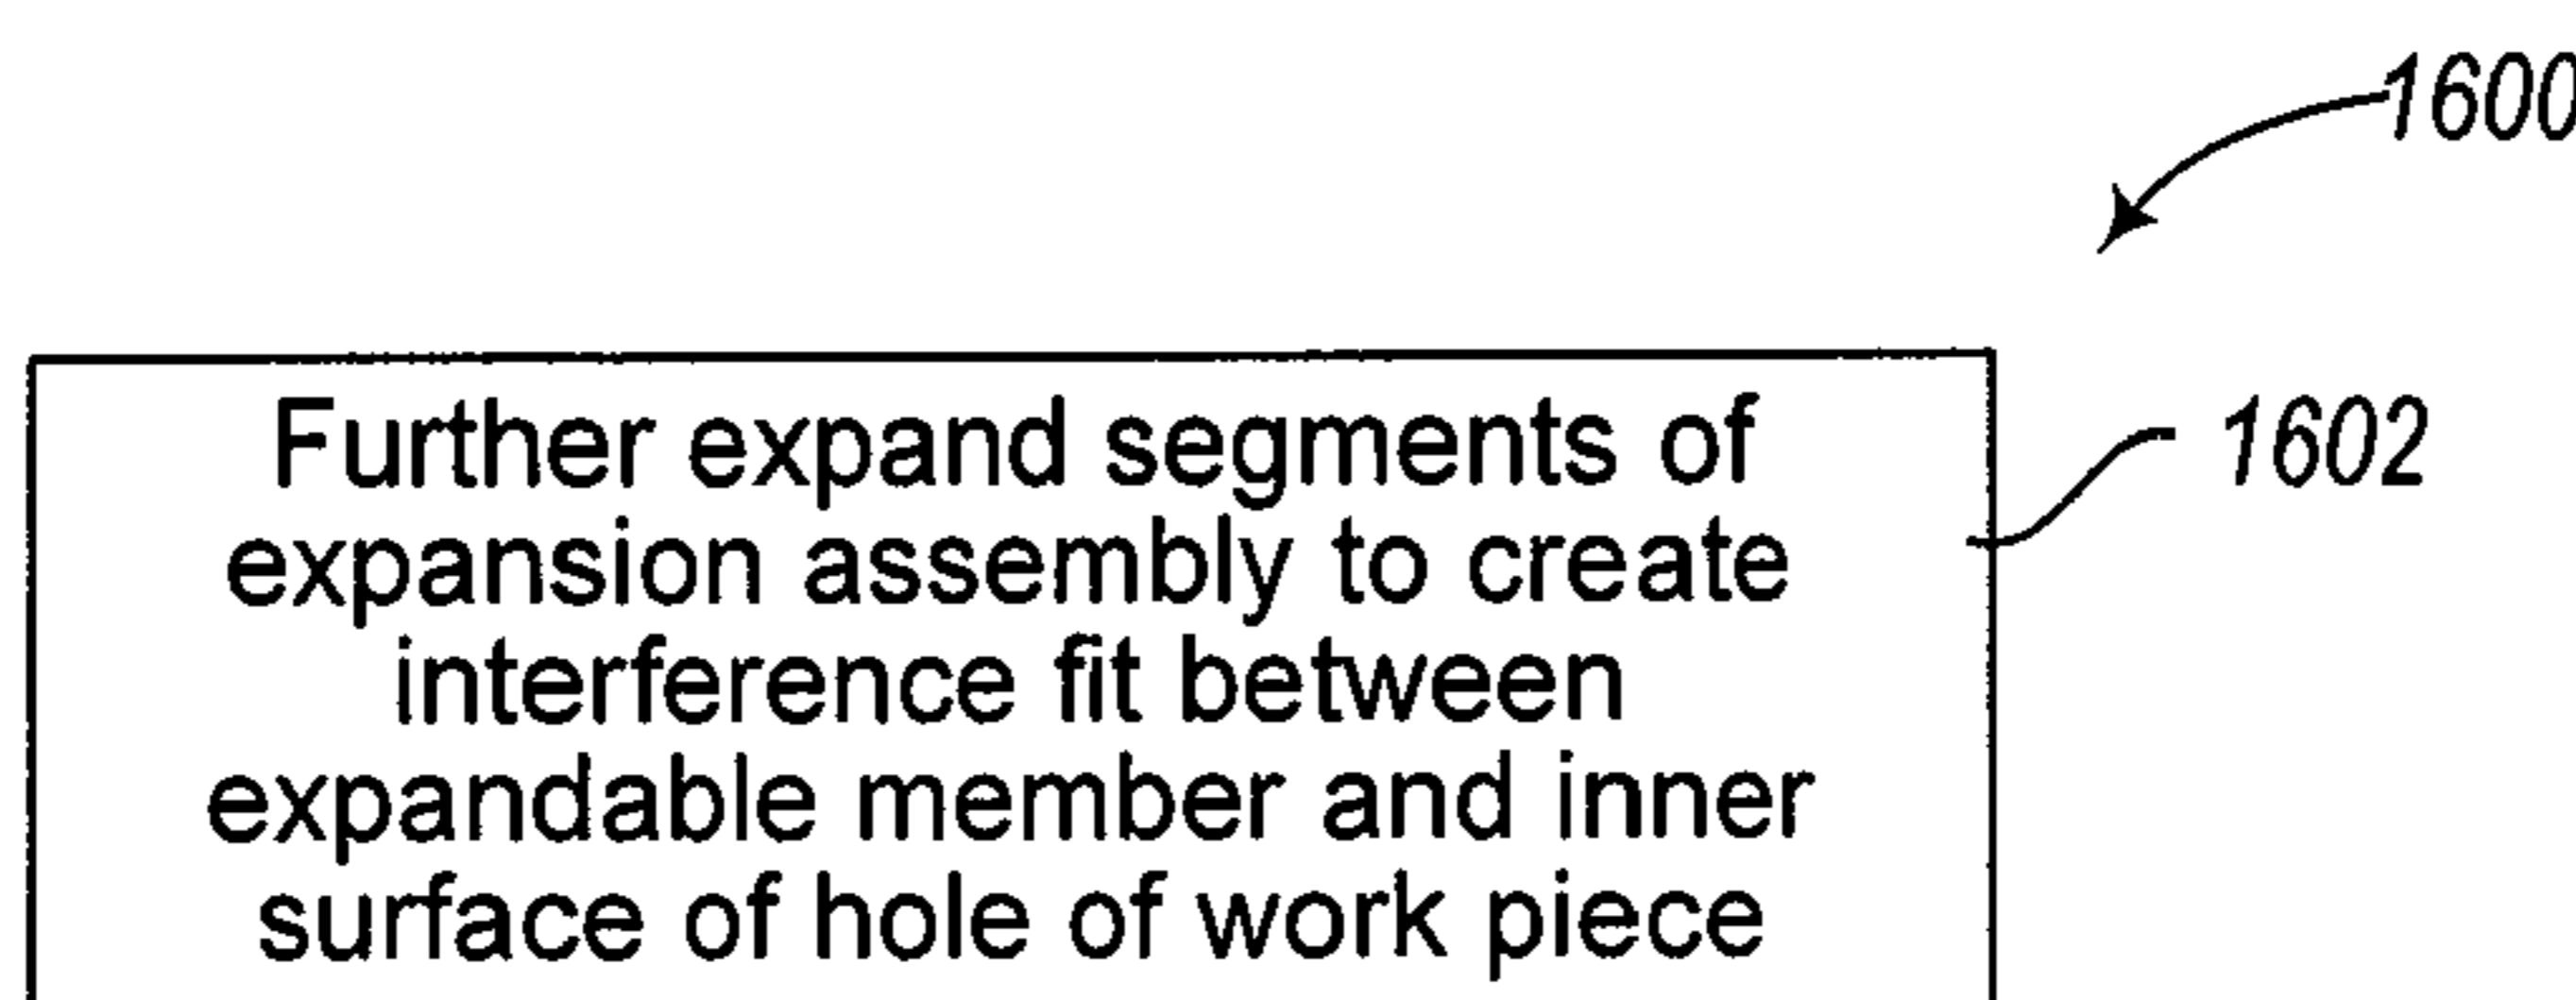 1600
Further expand segments of
1602
expansion assembly to create
interference fit between
expandable member and inner
surface of hole of work piece